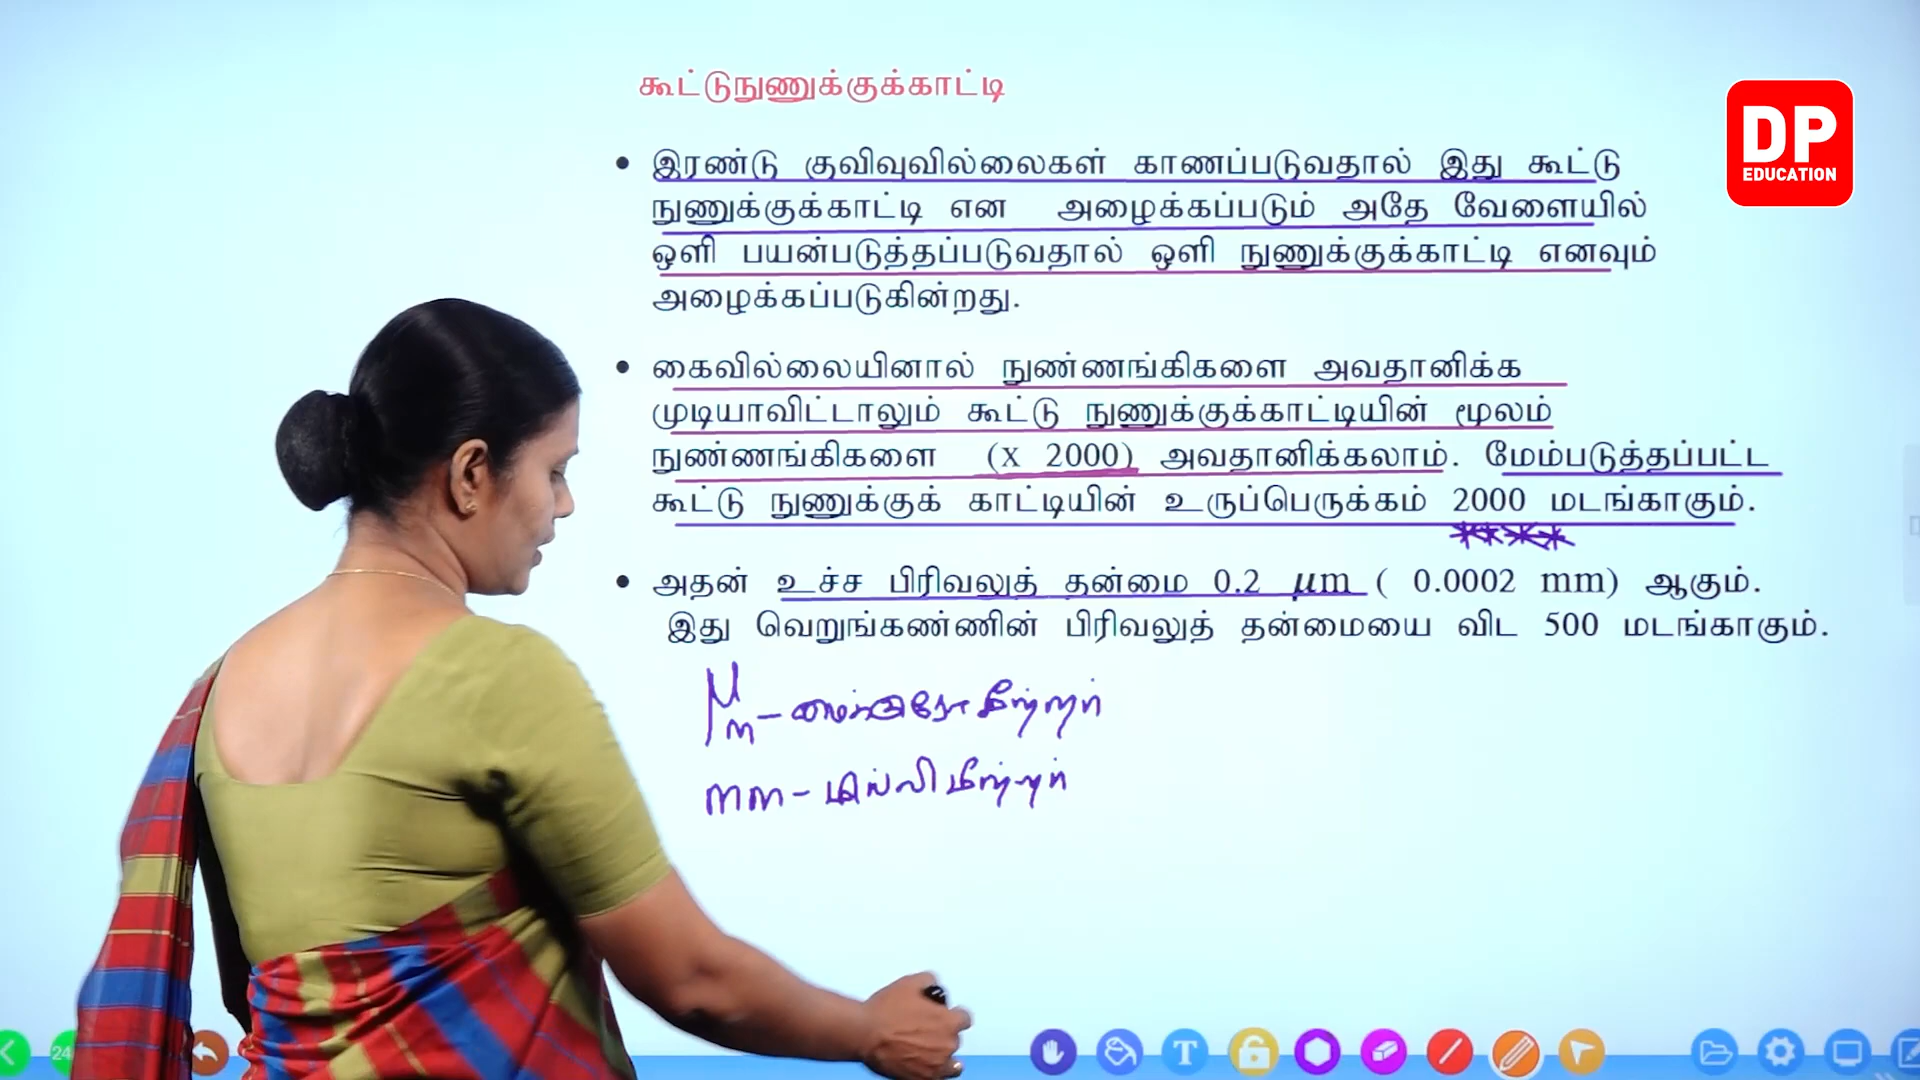 கூட்டுநுணுக்குக்காட்டி
DP
EDUCATION
• இரண்டு குவிவுவில்லைகள் காணப்படுவதால் இது கூட்டு
நுணுக்குக்காட்டி என அழைக்கப்படும் அதே வேளையில்
ஒளி பயன்படுத்தப்படுவதால் ஒளி நுணுக்குக்காட்டி எனவும்
அழைக்கப்படுகின்றது.
• கைவில்லையினால் நுண்ணங்கிகளை அவதானிக்க
முடியாவிட்டாலும் கூட்டு நுணுக்குக்காட்டியின் மூலம்
நுண்ணங்கிகளை (x 2000) அவதானிக்கலாம். மேம்படுத்தப்பட்ட
கூட்டு நுணுக்குக் காட்டியின் உருப்பெருக்கம் 2000 மடங்காகும்.
• அதன் உச்ச பிரிவலுத் தன்மை 0.2 μm ( 0.0002 mm) ஆகும்.
இது வெறுங்கண்ணின் பிரிவலுத் தன்மையை விட 500 மடங்காகும்.
μm - மைக்குரோ மீற்றர்
mm - மில்லி மீற்றர்
24
T